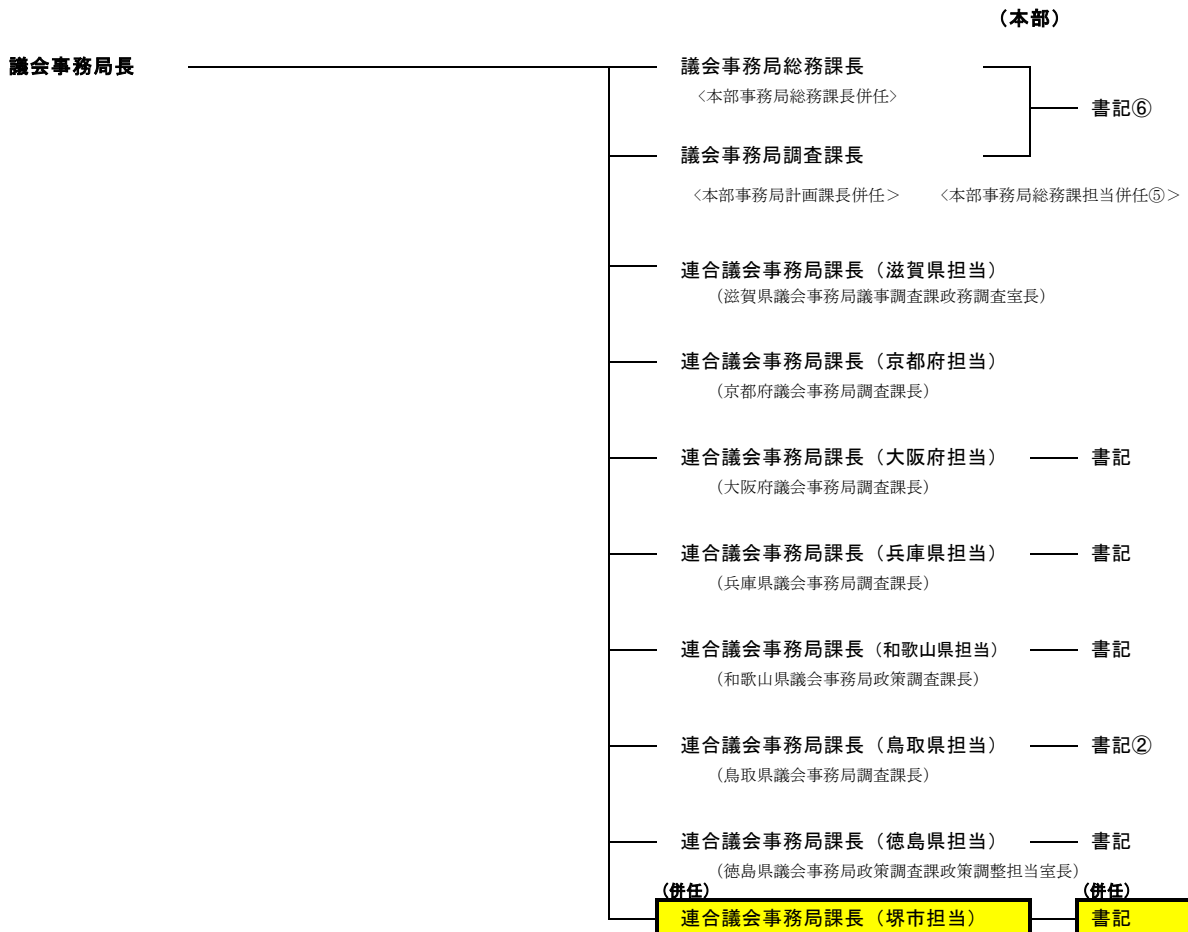 （本部）
議会事務局長
議会事務局総務課長
＜本部事務局総務課長併任＞
書記⑥
議会事務局調査課長
＜本部事務局計画課長併任＞ ＜本部事務局総務課担当併任⑤＞
連合議会事務局課長（滋賀県担当）
（滋賀県議会事務局議事調査課政務調査室長）
連合議会事務局課長（京都府担当）
（京都府議会事務局調査課長）
連合議会事務局課長（大阪府担当） 書記
（大阪府議会事務局調査課長）
連合議会事務局課長（兵庫県担当） 書記
（兵庫県議会事務局調査課長）
連合議会事務局課長（和歌山県担当） 書記
（和歌山県議会事務局政策調査課長）
連合議会事務局課長（鳥取県担当） 書記②
（鳥取県議会事務局調査課長）
連合議会事務局課長（徳島県担当） 書記
（徳島県議会事務局政策調査課政策調整担当室長）
（併任） （併任）
連合議会事務局課長（堺市担当） 書記